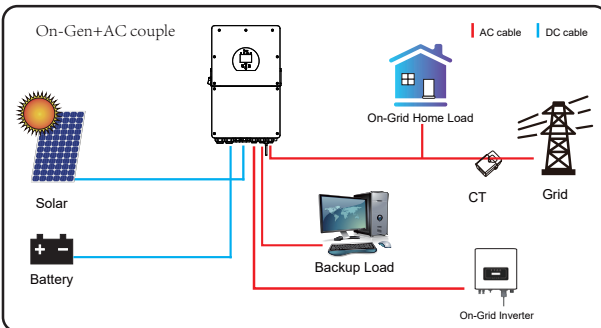 On-Gen+AC couple
AC cable
DC cable
On-Grid Home Load
CT
Grid
Solar
Backup Load
Battery
On-Grid Inverter